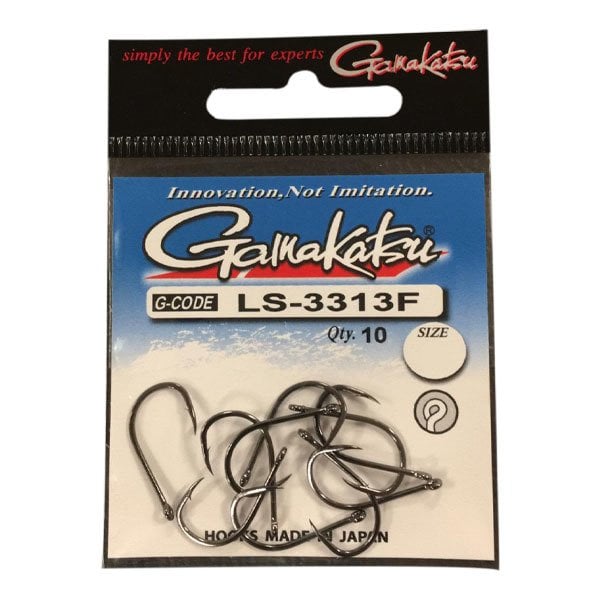 simply the best for experts Gamakatsu
Innovation, Not Imitation.
Gamakatsu®
G-CODE LS-3313F
Qty. 10 SIZE
HOOKS MADE IN JAPAN